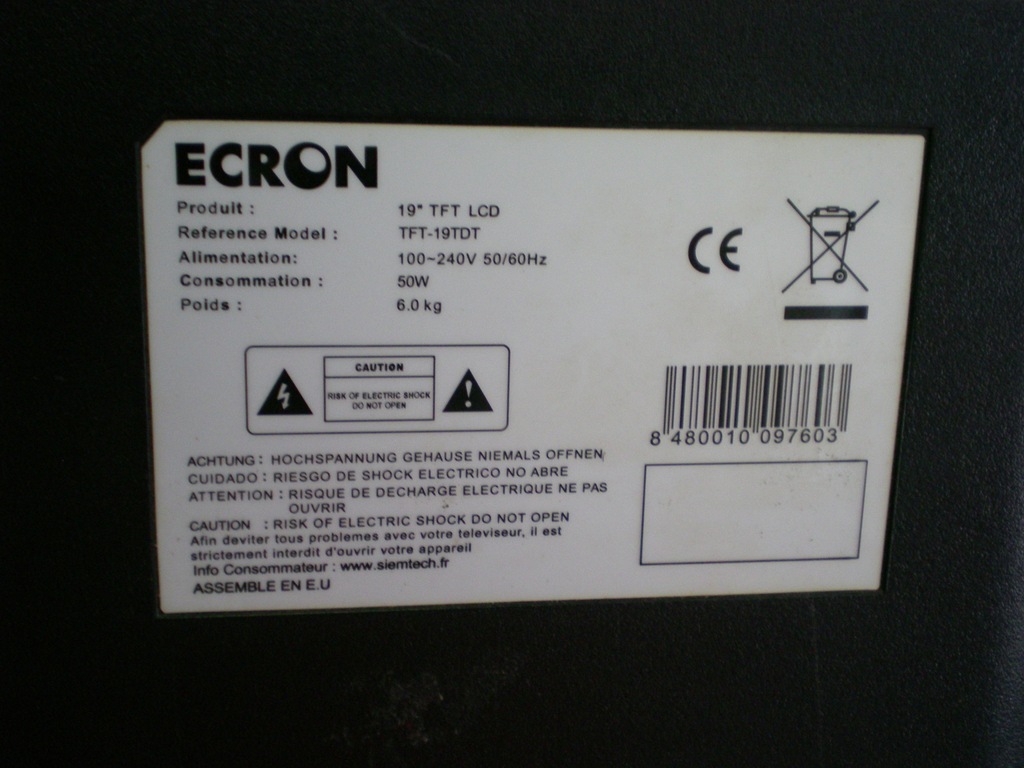 ECRON
Produit : 19" TFT LCD
Reference Model : TFT-19TDT
Alimentation: 100~240V 50/60Hz
Consommation : 50W
Poids : 6.0 kg
CE
CAUTION
RISK OF ELECTRIC SHOCK
DO NOT OPEN
8 480010 097603
ACHTUNG : HOCHSPANNUNG GEHAUSE NIEMALS OFFNEN
CUIDADO : RIESGO DE SHOCK ELECTRICO NO ABRE
ATTENTION : RISQUE DE DECHARGE ELECTRIQUE NE PAS
OUVRIR
CAUTION : RISK OF ELECTRIC SHOCK DO NOT OPEN
Afin deviter tous problemes avec votre televiseur, il est
strictement interdit d'ouvrir votre appareil
Info Consommateur : www.siemtech.fr
ASSEMBLE EN E.U